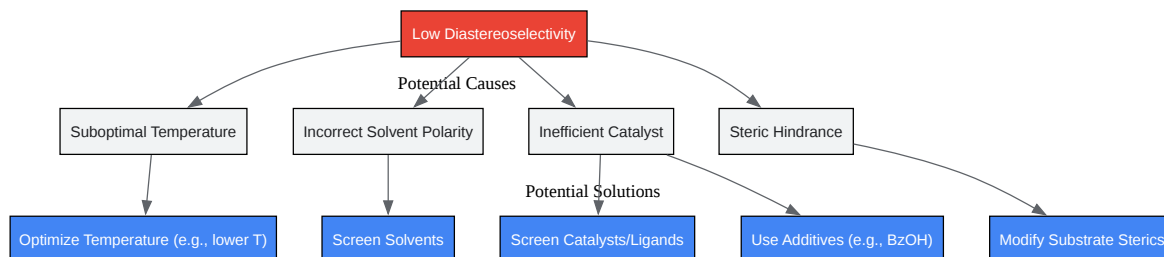 Low Diastereoselectivity
Potential Causes
Suboptimal Temperature
Incorrect Solvent Polarity
Inefficient Catalyst
Steric Hindrance
Potential Solutions
Optimize Temperature (e.g., lower T)
Screen Solvents
Screen Catalysts/Ligands
Use Additives (e.g., BzOH)
Modify Substrate Sterics